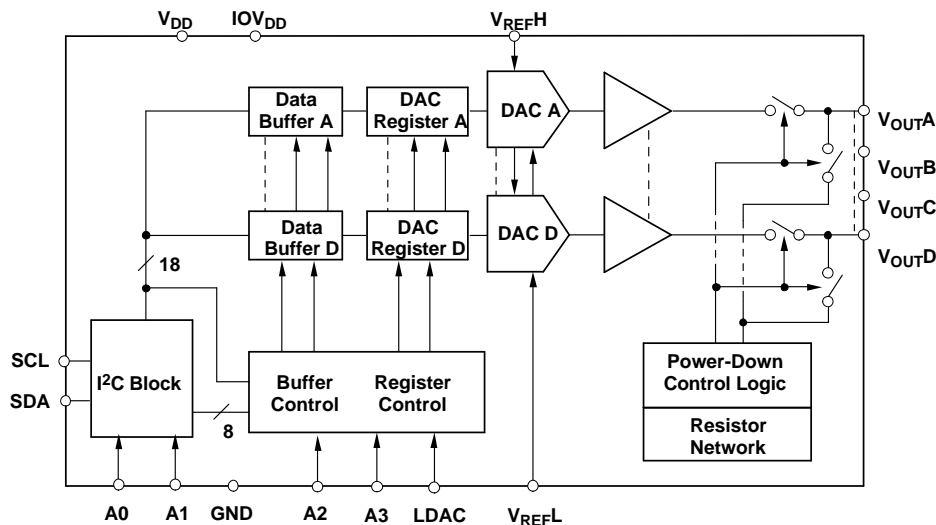 VDD IOVDD VREFH
Data Buffer A
DAC Register A
DAC A
VOUTA
VOUTB
VOUTC
VOUTD
Data Buffer D
DAC Register D
DAC D
18
SCL
SDA
I2C Block
8
Buffer Control
Register Control
Power-Down Control Logic
Resistor Network
A0 A1 GND A2 A3 LDAC VREFL